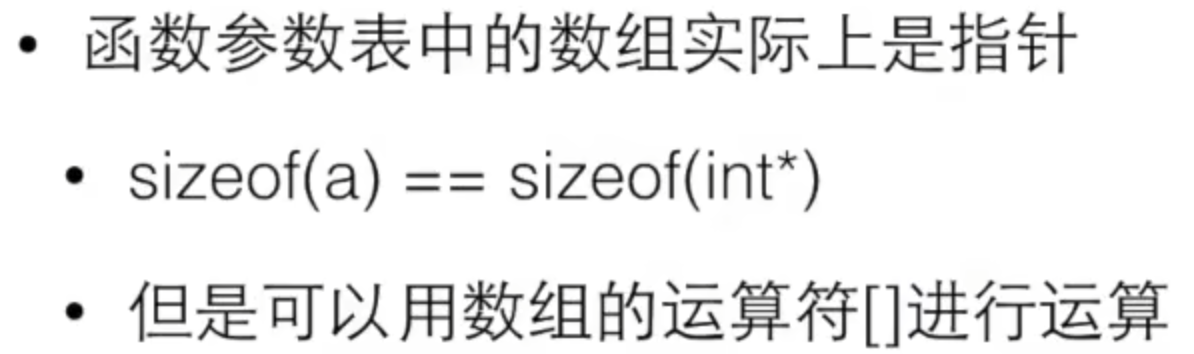 • 函数参数表中的数组实际上是指针
• sizeof(a) == sizeof(int*)
• 但是可以用数组的运算符[]进行运算